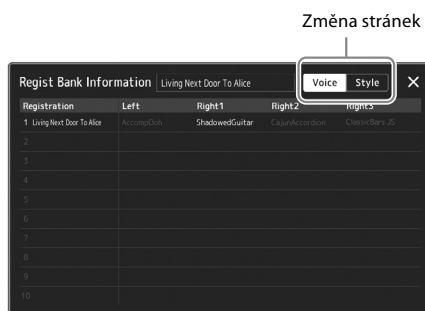 Změna stránek
Regist Bank Information Living Next Door To Alice Voice Style ×
Registration Left Right1 Right2 Right3
1 Living Next Door To Alice AccompOoh ShadowedGuitar CajunAccordion ClassicBars JS
2
3
4
5
6
7
8
9
10